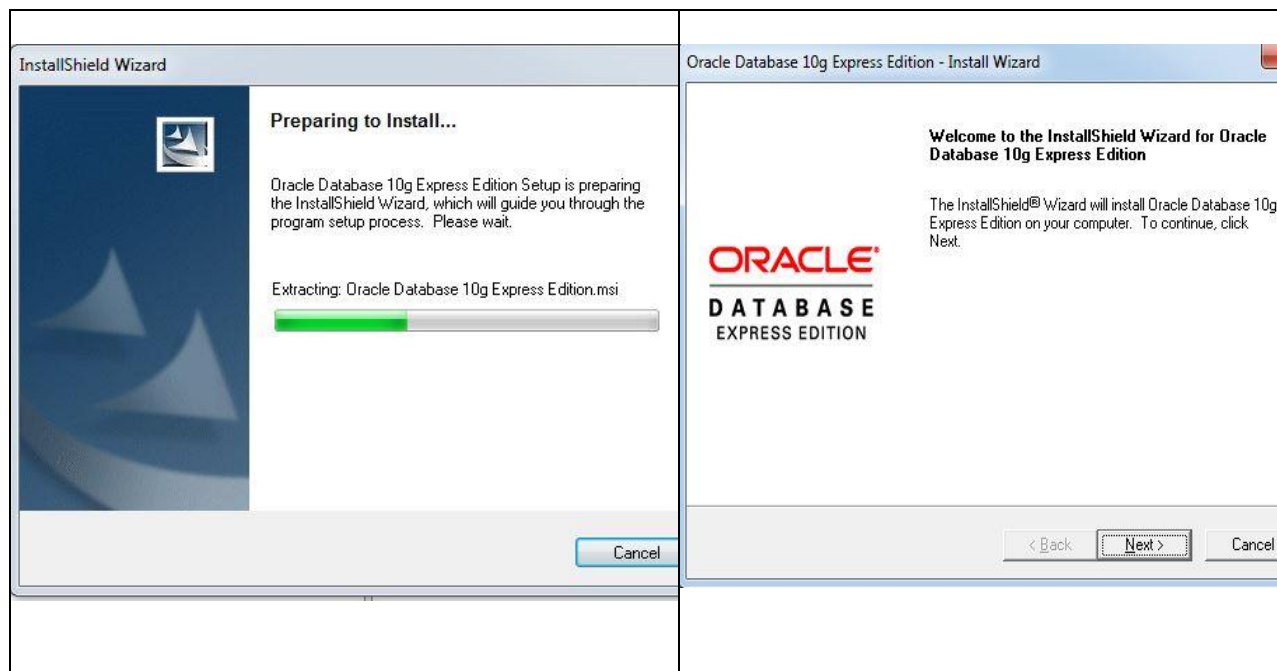 InstallShield Wizard
Preparing to Install...
Oracle Database 10g Express Edition Setup is preparing
the InstallShield Wizard, which will guide you through the
program setup process. Please wait.
Extracting: Oracle Database 10g Express Edition.msi
Cancel
Oracle Database 10g Express Edition - Install Wizard
Welcome to the InstallShield Wizard for Oracle
Database 10g Express Edition
The InstallShield® Wizard will install Oracle Database 10g
Express Edition on your computer. To continue, click
Next.
ORACLE®
DATABASE
EXPRESS EDITION
< Back
Next >
Cancel